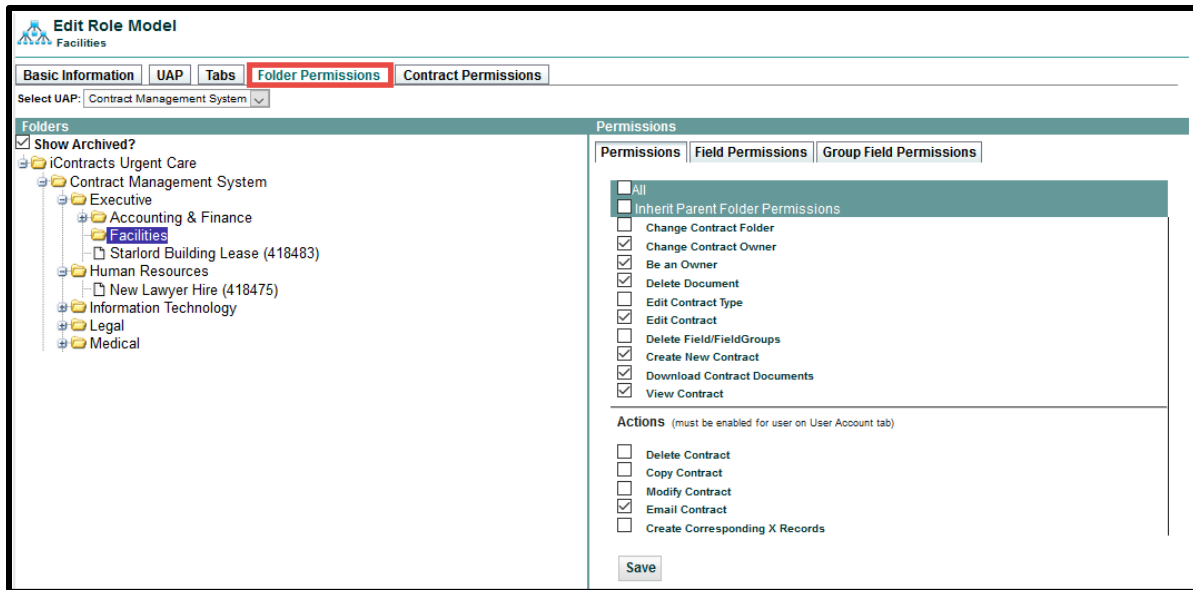 Edit Role Model
Facilities
Basic Information UAP Tabs Folder Permissions Contract Permissions
Select UAP: Contract Management System
Folders
Show Archived?
iContracts Urgent Care
Contract Management System
Executive
Accounting & Finance
Facilities
Starlord Building Lease (418483)
Human Resources
New Lawyer Hire (418475)
Information Technology
Legal
Medical
Permissions
Permissions Field Permissions Group Field Permissions
All
Inherit Parent Folder Permissions
Change Contract Folder
Change Contract Owner
Be an Owner
Delete Document
Edit Contract Type
Edit Contract
Delete Field/FieldGroups
Create New Contract
Download Contract Documents
View Contract
Actions (must be enabled for user on User Account tab)
Delete Contract
Copy Contract
Modify Contract
Email Contract
Create Corresponding X Records
Save